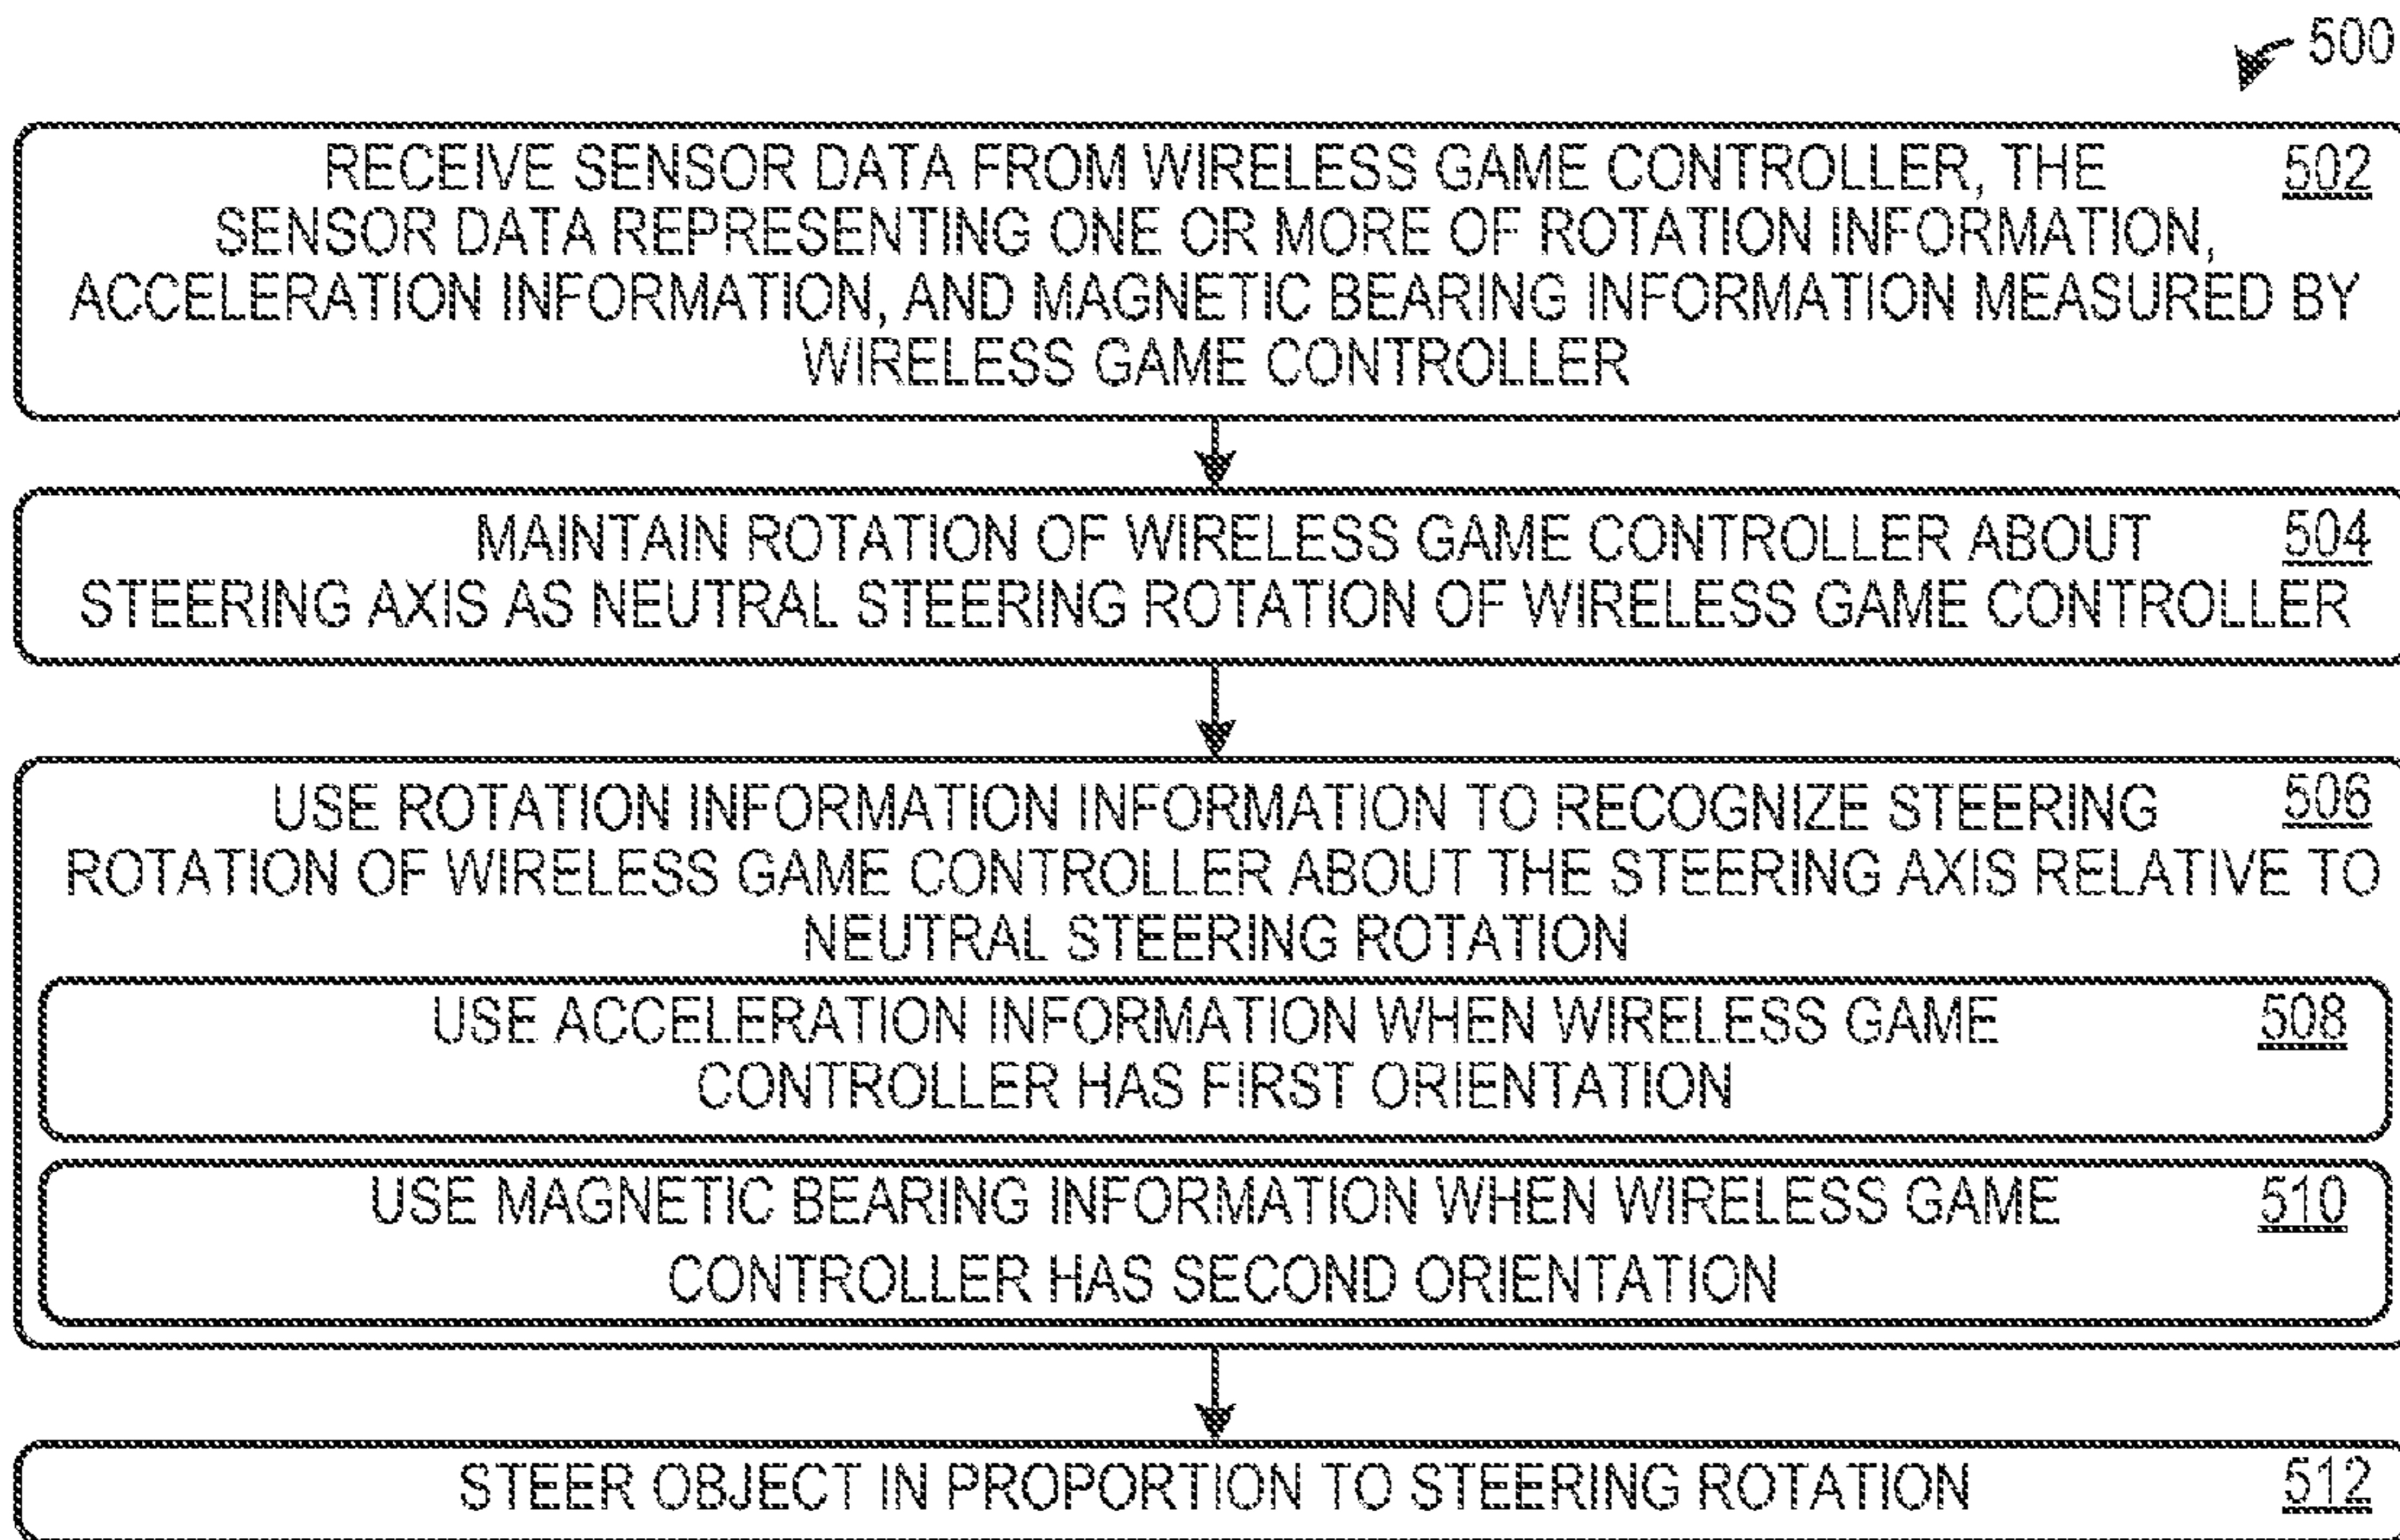 500
RECEIVE SENSOR DATA FROM WIRELESS GAME CONTROLLER, THE 502
SENSOR DATA REPRESENTING ONE OR MORE OF ROTATION INFORMATION,
ACCELERATION INFORMATION, AND MAGNETIC BEARING INFORMATION MEASURED BY
WIRELESS GAME CONTROLLER
MAINTAIN ROTATION OF WIRELESS GAME CONTROLLER ABOUT 504
STEERING AXIS AS NEUTRAL STEERING ROTATION OF WIRELESS GAME CONTROLLER
USE ROTATION INFORMATION INFORMATION TO RECOGNIZE STEERING 506
ROTATION OF WIRELESS GAME CONTROLLER ABOUT THE STEERING AXIS RELATIVE TO
NEUTRAL STEERING ROTATION
USE ACCELERATION INFORMATION WHEN WIRELESS GAME 508
CONTROLLER HAS FIRST ORIENTATION
USE MAGNETIC BEARING INFORMATION WHEN WIRELESS GAME 510
CONTROLLER HAS SECOND ORIENTATION
STEER OBJECT IN PROPORTION TO STEERING ROTATION 512